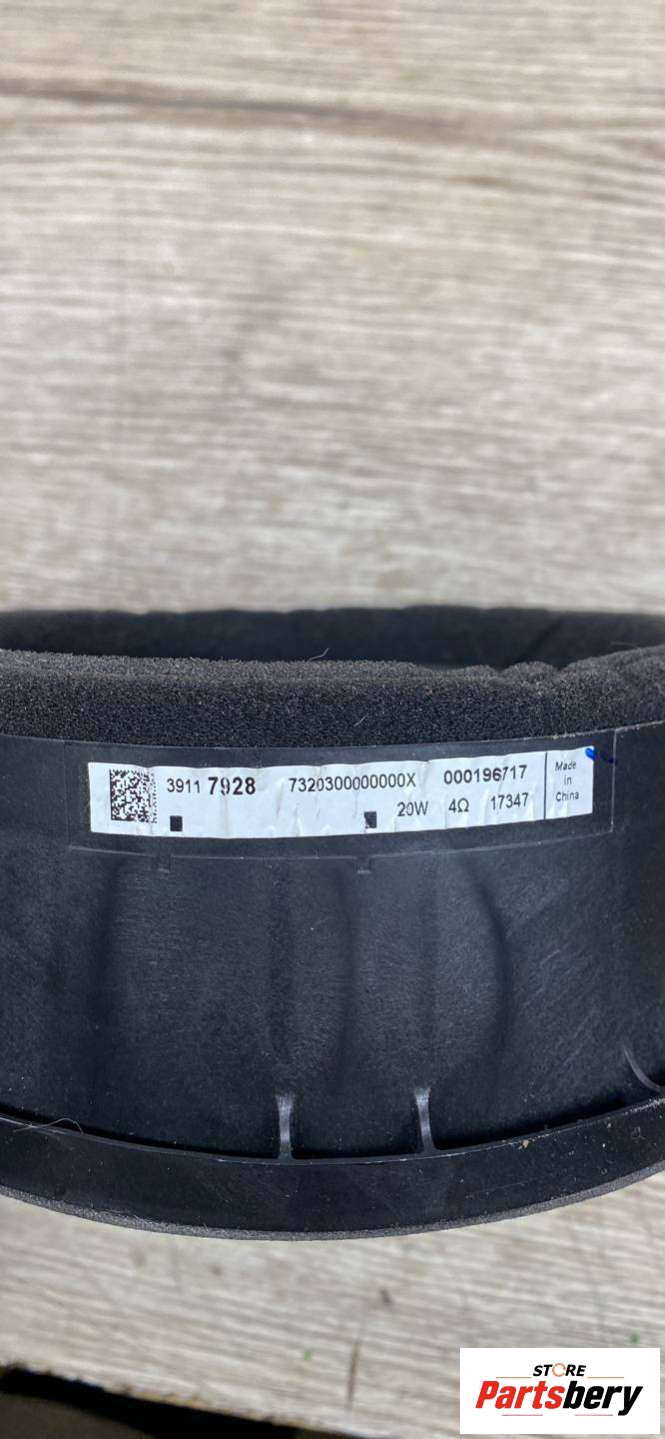 3911 7928 7320300000000X 000196717
20W 4Ω 17347
Made
in
China
STORE
Partsbery